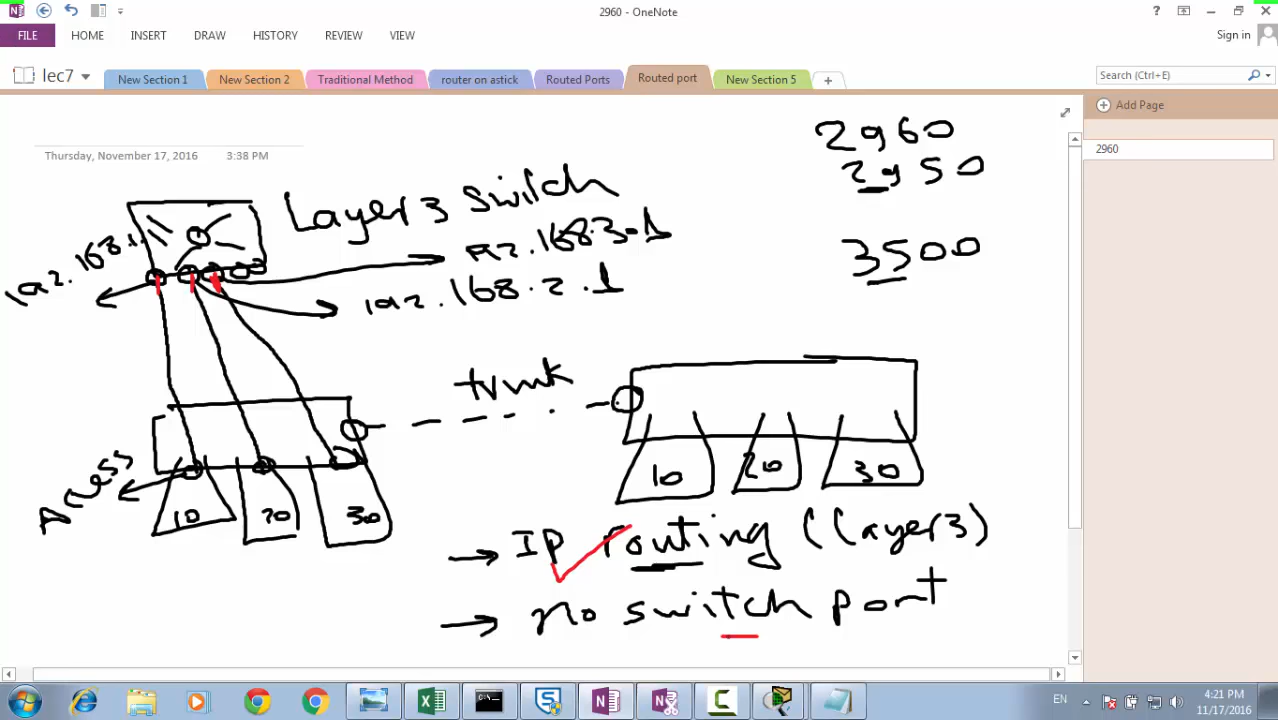 2960 - OneNote
FILE HOME INSERT DRAW HISTORY REVIEW VIEW
Sign in
lec7
New Section 1
New Section 2
Traditional Method
router on astick
Routed Ports
Routed port
New Section 5
Search (Ctrl+E)
Add Page
2960
Thursday, November 17, 2016 3:38 PM
2960
2950
3500
Layer 3 switch
192.168.3.1
192.168.2.1
192.168.1
trunk
Access
10 20 30
10 20 30
→ IP routing (Layer3)
→ no switch port
EN
4:21 PM
11/17/2016